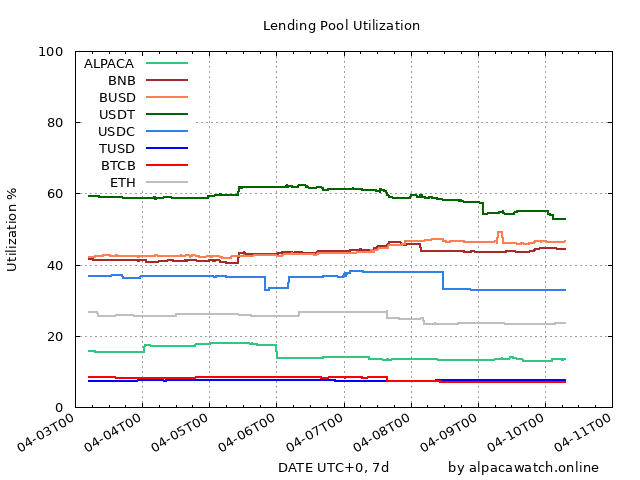 Lending Pool Utilization
100
80
60
40
20
0
Utilization %
ALPACA
BNB
BUSD
USDT
USDC
TUSD
BTCB
ETH
04-03T00
04-04T00
04-05T00
04-06T00
04-07T00
04-08T00
04-09T00
04-10T00
04-11T00
DATE UTC+0, 7d
by alpacawatch.online